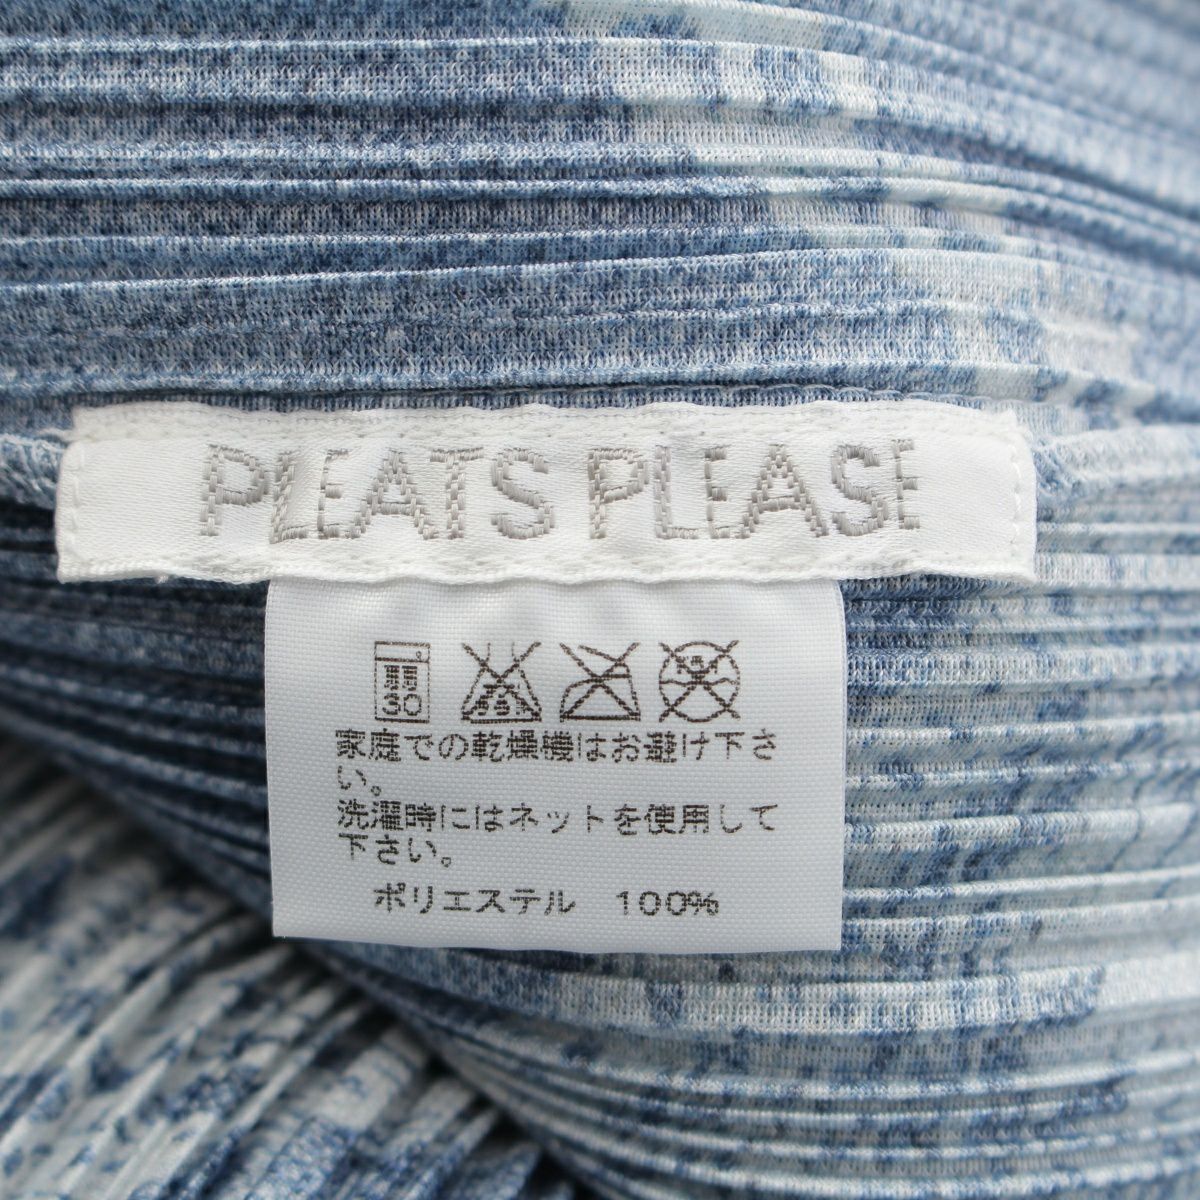 PLEATS PLEASE
30
家庭での乾燥機はお避け下さ
い。
洗濯時にはネットを使用して
下さい。
ポリエステル 100%